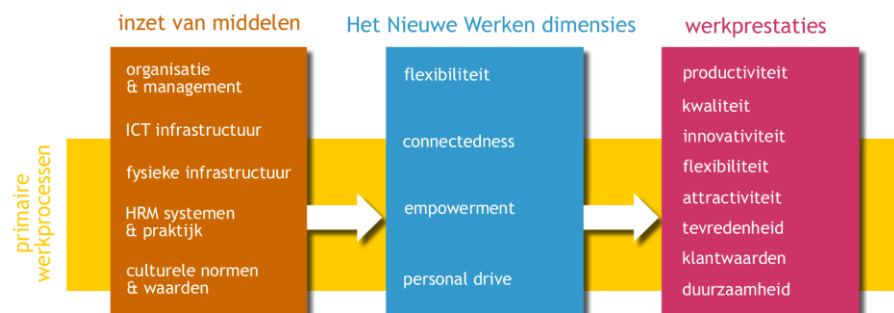 inzet van middelen
organisatie
& management
ICT infrastructuur
fysieke infrastructuur
HRM systemen
& praktijk
culturele normen
& waarden
Het Nieuwe Werken dimensies
flexibiliteit
connectedness
empowerment
personal drive
werkprestaties
productiviteit
kwaliteit
innovativiteit
flexibiliteit
attractiviteit
tevredenheid
klantwaarden
duurzaamheid
primaire
werkprocessen